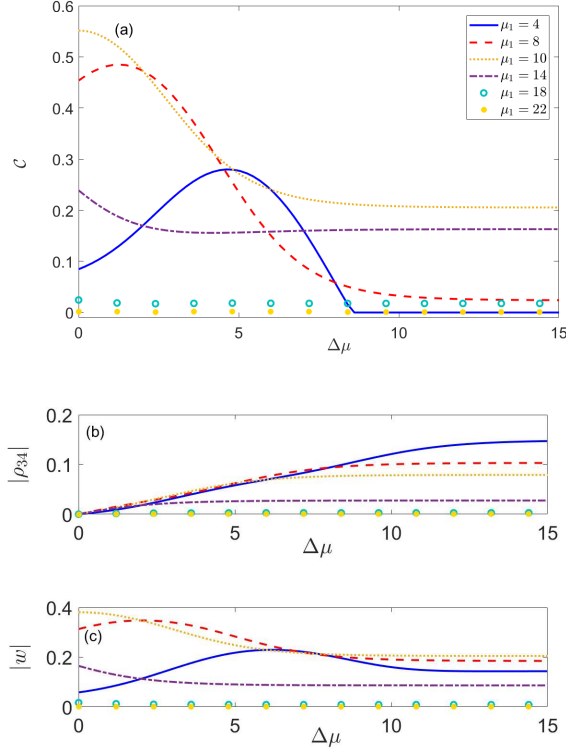 (a)
μ₁ = 4
μ₁ = 8
μ₁ = 10
μ₁ = 14
μ₁ = 18
μ₁ = 22
0.6
0.5
0.4
0.3
0.2
0.1
0
𝒞
0 5 10 15
Δμ
(b)
0.2
0.1
0
|ρ₃₄|
0 5 10 15
Δμ
(c)
0.4
0.2
0
|w|
0 5 10 15
Δμ